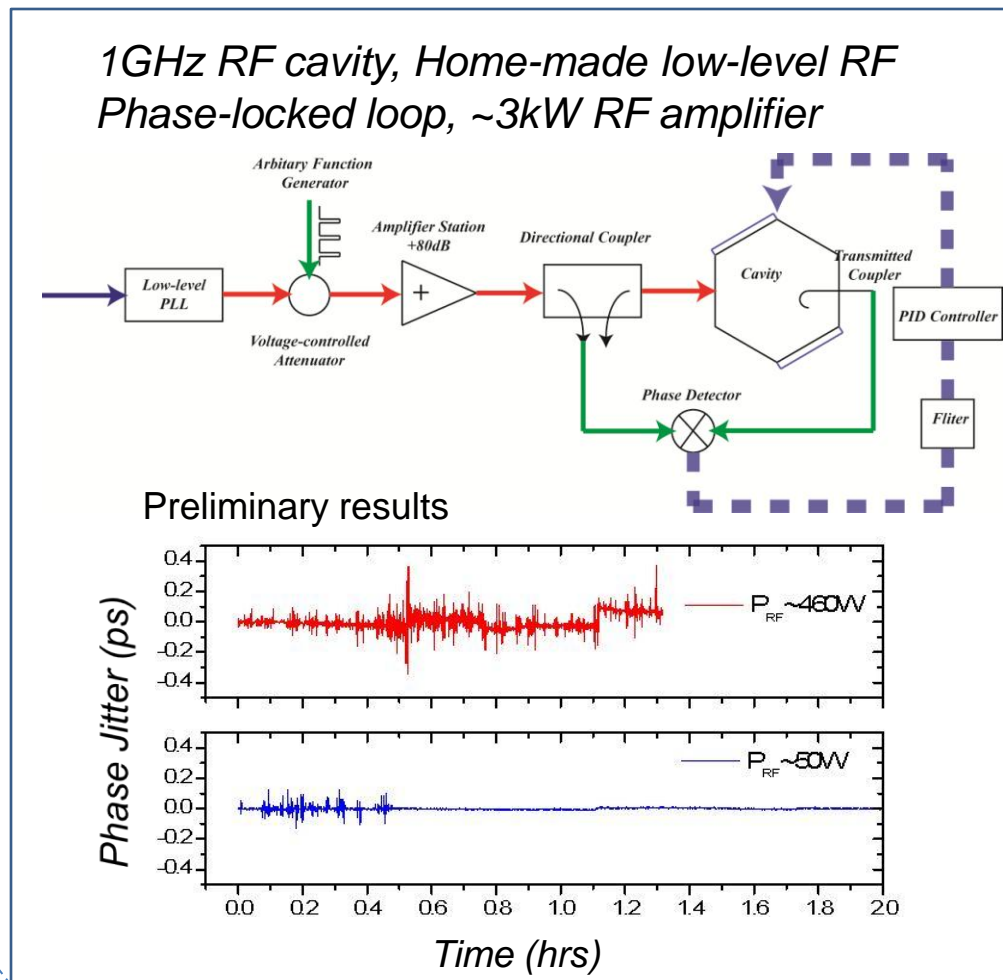 1GHz RF cavity, Home-made low-level RF
Phase-locked loop, ~3kW RF amplifier
Arbitary Function
Generator
Amplifier Station
+80dB
Directional Coupler
Transmitted
Coupler
Cavity
Low-level
PLL
+
PID Controller
Voltage-controlled
Attenuator
Phase Detector
Fliter
Preliminary results
Phase Jitter (ps)
0.4
0.2
0.0
-0.2
-0.4
P_RF ~460W
0.4
0.2
0.0
-0.2
-0.4
P_RF ~50W
0.0 0.2 0.4 0.6 0.8 1.0 1.2 1.4 1.6 1.8 2.0
Time (hrs)